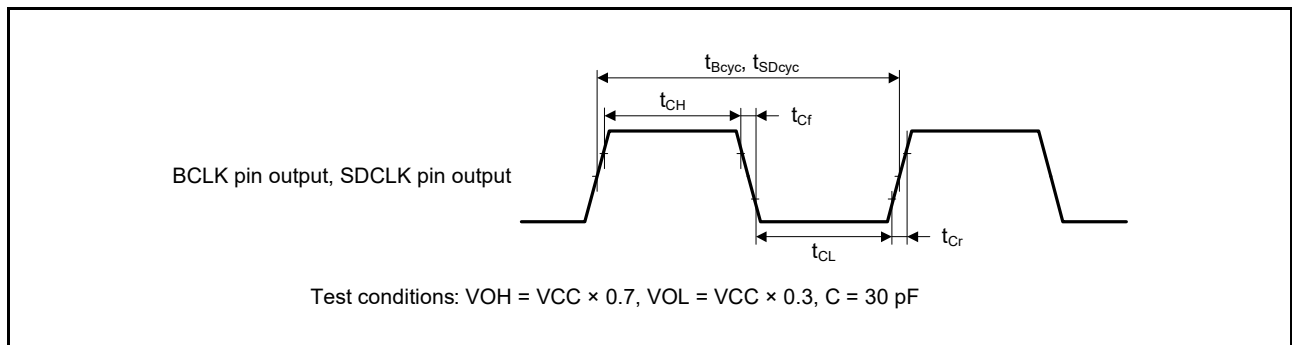 tBcyc, tSDcyc
tCH
tCf
BCLK pin output, SDCLK pin output
tCr
tCL
Test conditions: VOH = VCC × 0.7, VOL = VCC × 0.3, C = 30 pF